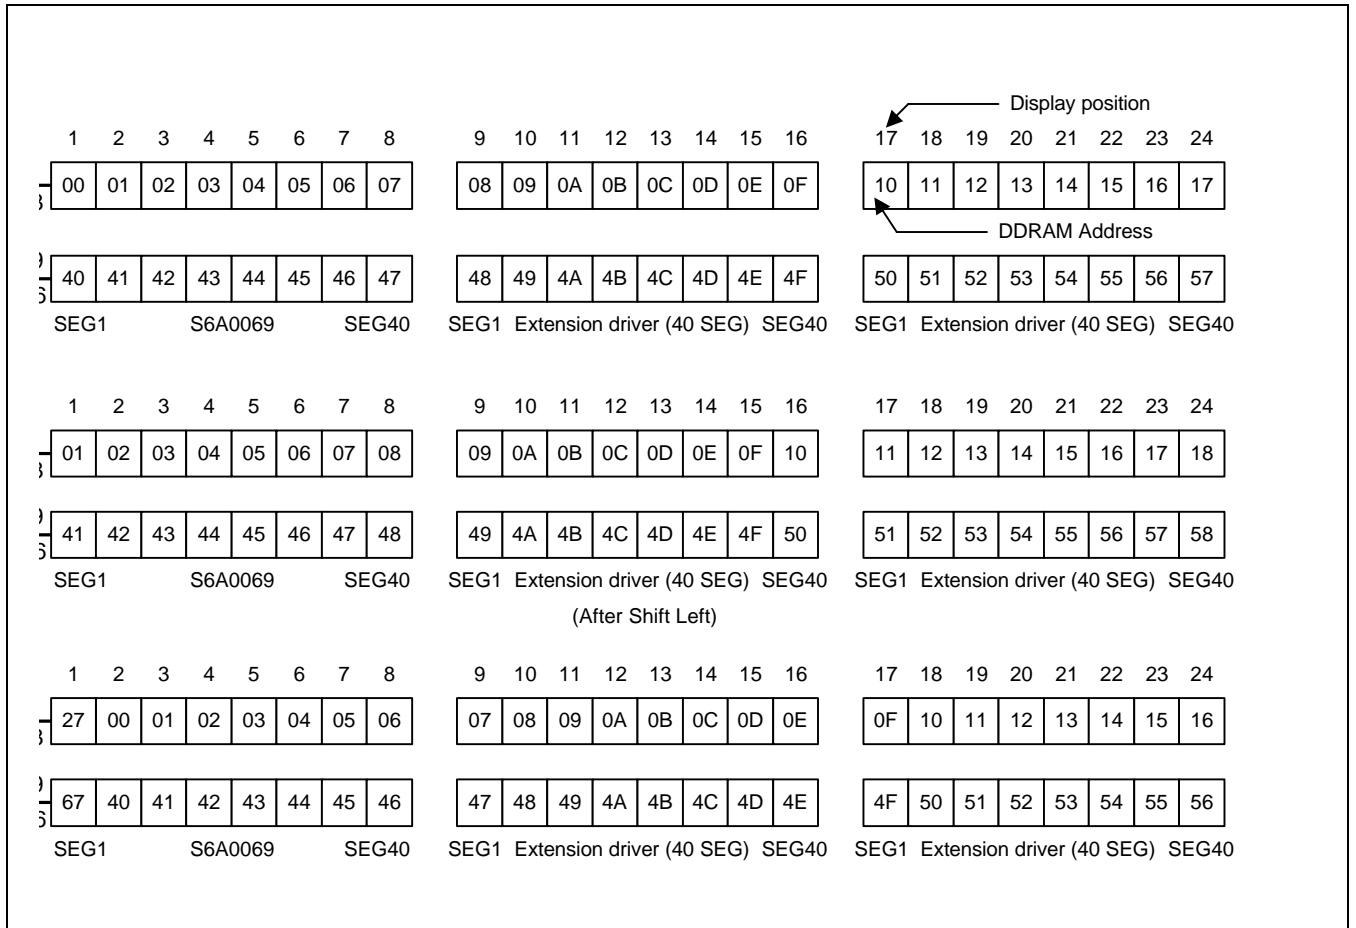 Display position
1 2 3 4 5 6 7 8 9 10 11 12 13 14 15 16 17 18 19 20 21 22 23 24
00 01 02 03 04 05 06 07 08 09 0A 0B 0C 0D 0E 0F 10 11 12 13 14 15 16 17
DDRAM Address
40 41 42 43 44 45 46 47 48 49 4A 4B 4C 4D 4E 4F 50 51 52 53 54 55 56 57
SEG1 S6A0069 SEG40 SEG1 Extension driver (40 SEG) SEG40 SEG1 Extension driver (40 SEG) SEG40
1 2 3 4 5 6 7 8 9 10 11 12 13 14 15 16 17 18 19 20 21 22 23 24
01 02 03 04 05 06 07 08 09 0A 0B 0C 0D 0E 0F 10 11 12 13 14 15 16 17 18
41 42 43 44 45 46 47 48 49 4A 4B 4C 4D 4E 4F 50 51 52 53 54 55 56 57 58
SEG1 S6A0069 SEG40 SEG1 Extension driver (40 SEG) SEG40 SEG1 Extension driver (40 SEG) SEG40
(After Shift Left)
1 2 3 4 5 6 7 8 9 10 11 12 13 14 15 16 17 18 19 20 21 22 23 24
27 00 01 02 03 04 05 06 07 08 09 0A 0B 0C 0D 0E 0F 10 11 12 13 14 15 16
67 40 41 42 43 44 45 46 47 48 49 4A 4B 4C 4D 4E 4F 50 51 52 53 54 55 56
SEG1 S6A0069 SEG40 SEG1 Extension driver (40 SEG) SEG40 SEG1 Extension driver (40 SEG) SEG40